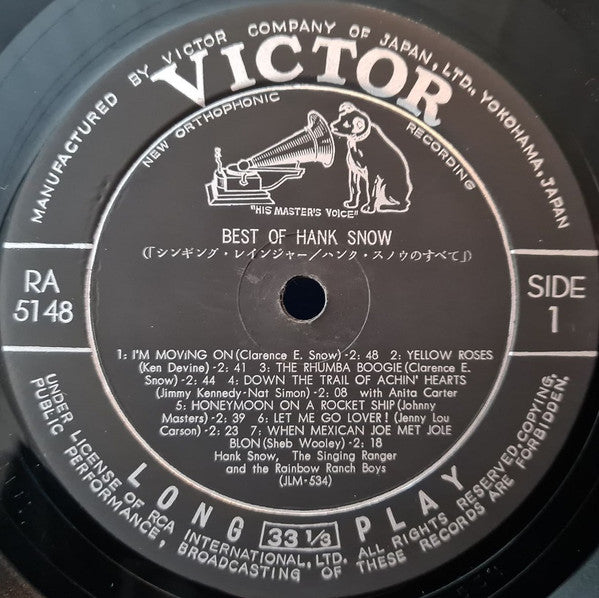 MANUFACTURED BY VICTOR COMPANY OF JAPAN, LTD., YOKOHAMA, JAPAN
VICTOR
NEW ORTHOPHONIC RECORDING
"HIS MASTER'S VOICE"
BEST OF HANK SNOW
(「シンギング・レインジャー/ハンク・スノウのすべて」)
RA
5148
SIDE
1
1: I'M MOVING ON (Clarence E. Snow)-2: 48 2: YELLOW ROSES
(Ken Devine)-2: 41 3: THE RHUMBA BOOGIE (Clarence E.
Snow)-2: 44 4: DOWN THE TRAIL OF ACHIN' HEARTS
(Jimmy Kennedy-Nat Simon)-2: 08 with Anita Carter
5: HONEYMOON ON A ROCKET SHIP (Johnny
Masters)-2: 39 6: LET ME GO LOVER! (Jenny Lou
Carson)-2: 23 7: WHEN MEXICAN JOE MET JOLE
BLON (Sheb Wooley)-2: 18
Hank Snow, The Singing Ranger
and the Rainbow Ranch Boys
(JLM-534)
LONG 33 1/3 PLAY
UNDER LICENSE OF RCA INTERNATIONAL, LTD. ALL RIGHTS RESERVED, COPYING,
PUBLIC PERFORMANCE, BROADCASTING OF THESE RECORDS ARE FORBIDDEN.